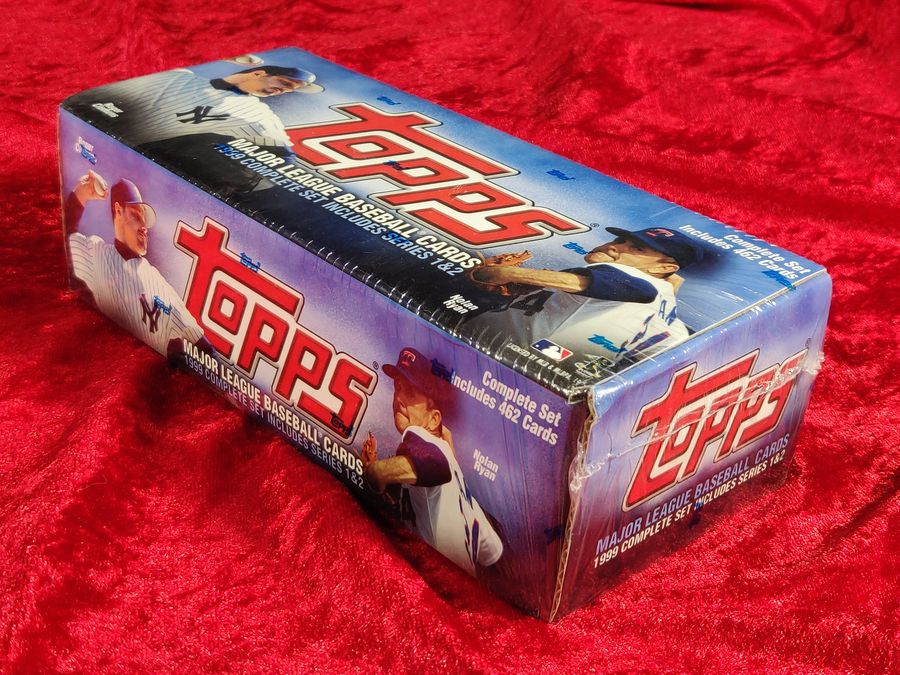 Topps
TOPPS
MAJOR LEAGUE BASEBALL CARDS
1999 COMPLETE SET INCLUDES SERIES 1&2
Nolan
Ryan
Complete Set
Includes 462 Cards
TOPPS
MAJOR LEAGUE BASEBALL CARDS
1999 COMPLETE SET INCLUDES SERIES 1&2
Complete Set
Includes 462 Cards
Nolan
Ryan
TOPPS
MAJOR LEAGUE BASEBALL CARDS
1999 COMPLETE SET INCLUDES SERIES 1&2